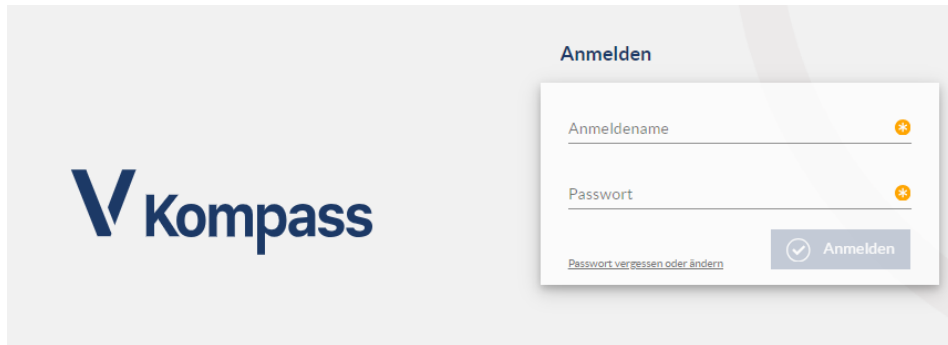 Anmelden
Anmeldename
Passwort
V Kompass
Anmelden
Passwort vergessen oder ändern